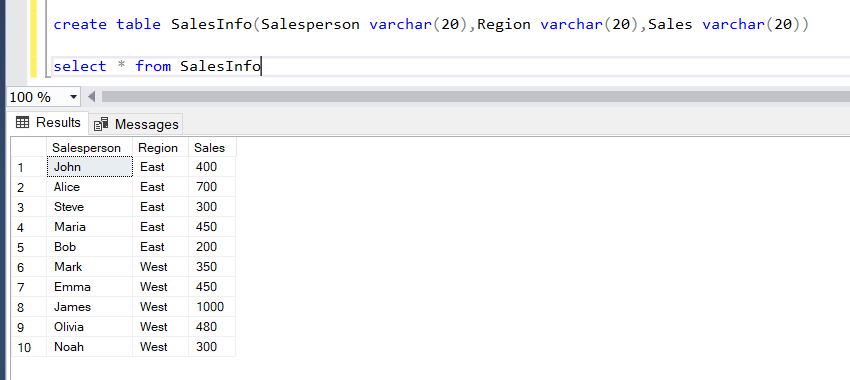 create table SalesInfo(Salesperson varchar(20),Region varchar(20),Sales varchar(20))
select * from SalesInfo
100 %
Results Messages
Salesperson Region Sales
1 John East 400
2 Alice East 700
3 Steve East 300
4 Maria East 450
5 Bob East 200
6 Mark West 350
7 Emma West 450
8 James West 1000
9 Olivia West 480
10 Noah West 300